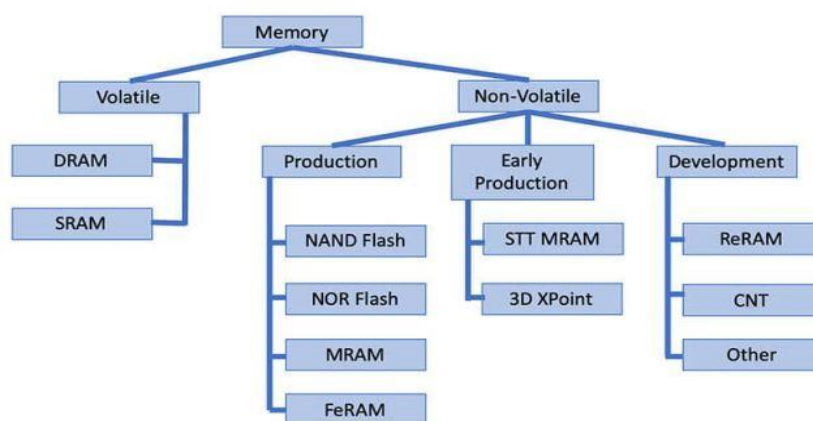 Memory
Volatile
Non-Volatile
DRAM
SRAM
Production
Early
Production
Development
NAND Flash
NOR Flash
MRAM
FeRAM
STT MRAM
3D XPoint
ReRAM
CNT
Other